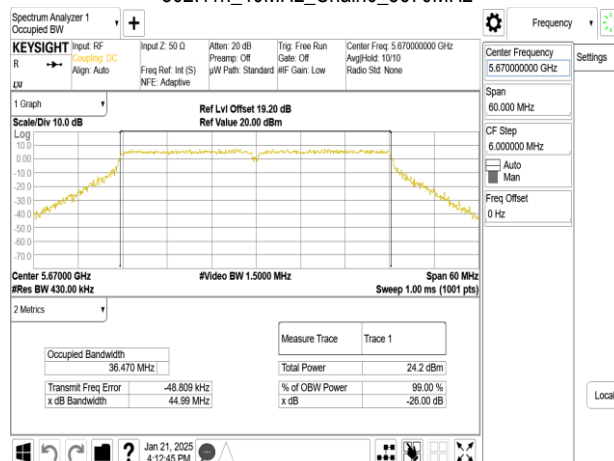 Spectrum Analyzer 1
Occupied BW
Frequency
KEYSIGHT
R
LXI
Input: RF
Coupling: DC
Align: Auto
Input Z: 50 Ω
Freq Ref: Int (S)
NFE: Adaptive
Atten: 20 dB
Preamp: Off
µW Path: Standard
Trig: Free Run
Gate: Off
#IF Gain: Low
Center Freq: 5.670000000 GHz
Avg|Hold: 10/10
Radio Std: None
Center Frequency
5.670000000 GHz
Settings
Span
60.000 MHz
CF Step
6.000000 MHz
Auto
Man
Freq Offset
0 Hz
1 Graph
Scale/Div 10.0 dB
Ref Lvl Offset 19.20 dB
Ref Value 20.00 dBm
Log
10.0
0.00
-10.0
-20.0
-30.0
-40.0
-50.0
-60.0
-70.0
Center 5.67000 GHz
#Video BW 1.5000 MHz
Span 60 MHz
#Res BW 430.00 kHz
Sweep 1.00 ms (1001 pts)
2 Metrics
Measure Trace Trace 1
Occupied Bandwidth
36.470 MHz
Total Power 24.2 dBm
Transmit Freq Error -48.809 kHz
% of OBW Power 99.00 %
x dB Bandwidth 44.99 MHz
x dB -26.00 dB
Local
?
Jan 21, 2025
4:12:45 PM